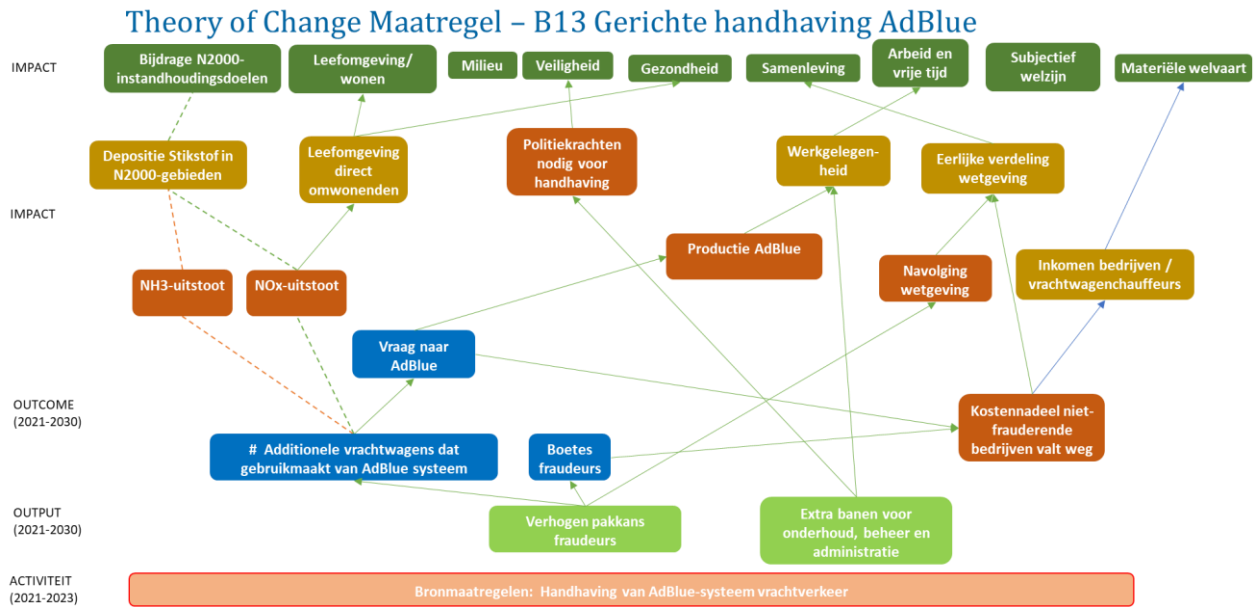 Theory of Change Maatregel – B13 Gerichte handhaving AdBlue
IMPACT
Bijdrage N2000-
instandhoudingsdoelen
Leefomgeving/
wonen
Milieu
Veiligheid
Gezondheid
Samenleving
Arbeid en
vrije tijd
Subjectief
welzijn
Materiële welvaart
Depositie Stikstof in
N2000-gebieden
Leefomgeving
direct
omwonenden
Politiekrachten
nodig voor
handhaving
Werkgelegen-
heid
Eerlijke verdeling
wetgeving
IMPACT
NH3-uitstoot
NOx-uitstoot
Productie AdBlue
Navolging
wetgeving
Inkomen bedrijven /
vrachtwagenchauffeurs
Vraag naar
AdBlue
OUTCOME
(2021-2030)
# Additionele vrachtwagens dat
gebruikmaakt van AdBlue systeem
Boetes
fraudeurs
Kostennadeel niet-
frauderende
bedrijven valt weg
OUTPUT
(2021-2030)
Verhogen pakkans
fraudeurs
Extra banen voor
onderhoud, beheer en
administratie
ACTIVITEIT
(2021-2023)
Bronmaatregelen: Handhaving van AdBlue-systeem vrachtverkeer